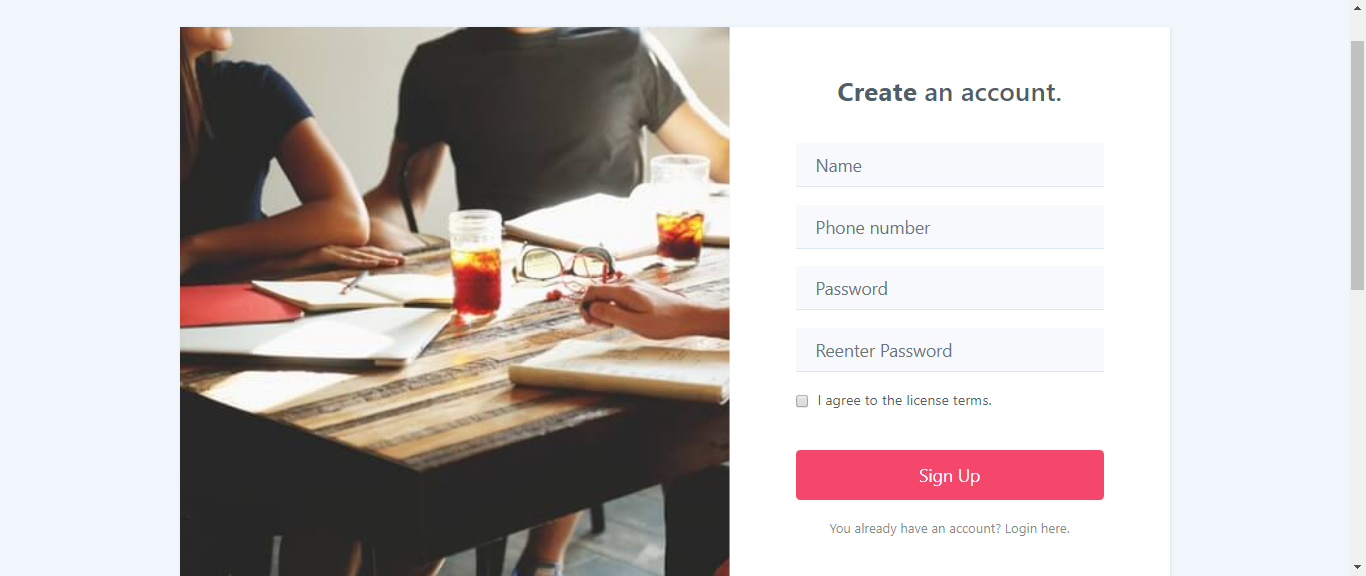 Create an account.
Name
Phone number
Password
Reenter Password
I agree to the license terms.
Sign Up
You already have an account? Login here.